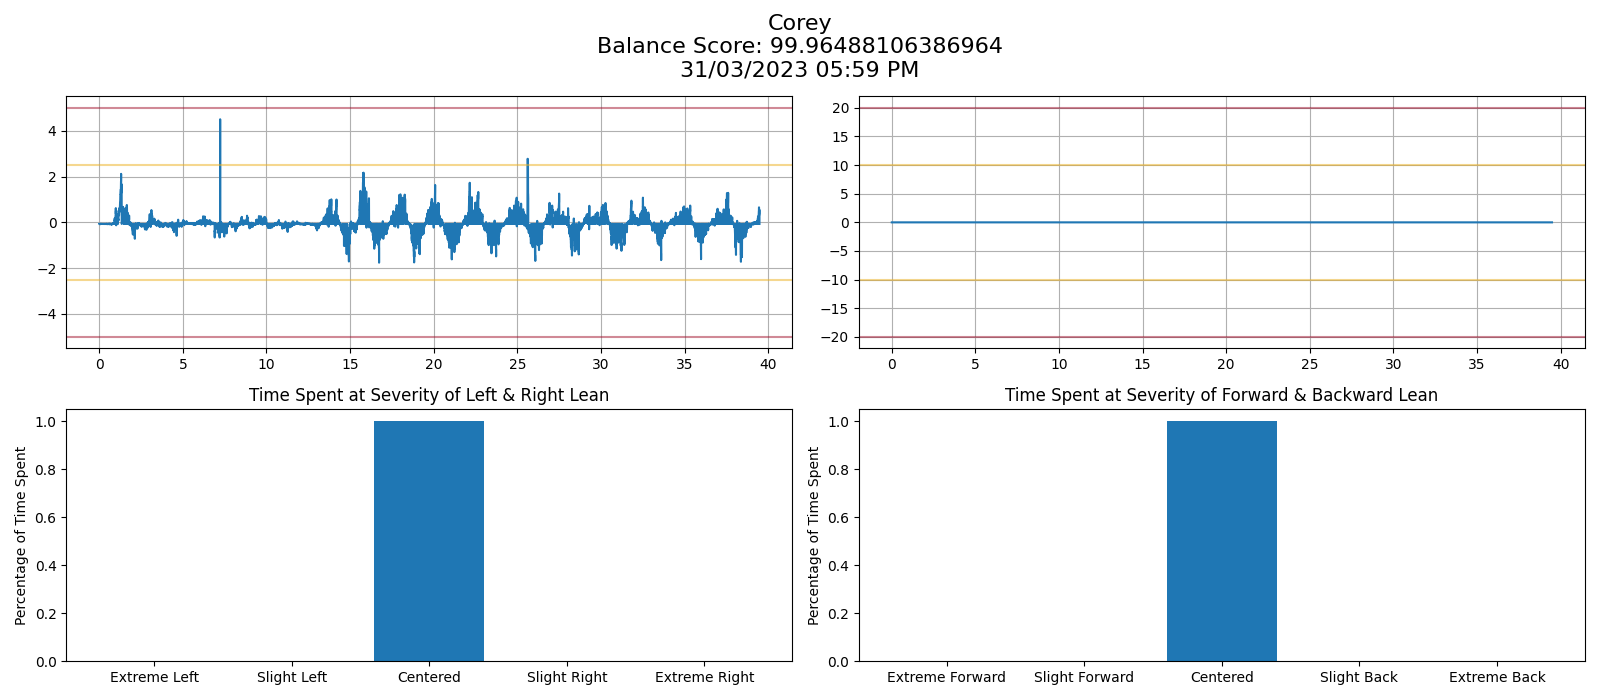 Corey
Balance Score: 99.96488106386964
31/03/2023 05:59 PM
4
2
0
−2
−4
0 5 10 15 20 25 30 35 40
20
15
10
5
0
−5
−10
−15
−20
0 5 10 15 20 25 30 35 40
Time Spent at Severity of Left & Right Lean
Percentage of Time Spent
1.0
0.8
0.6
0.4
0.2
0.0
Extreme Left Slight Left Centered Slight Right Extreme Right
Time Spent at Severity of Forward & Backward Lean
Percentage of Time Spent
1.0
0.8
0.6
0.4
0.2
0.0
Extreme Forward Slight Forward Centered Slight Back Extreme Back